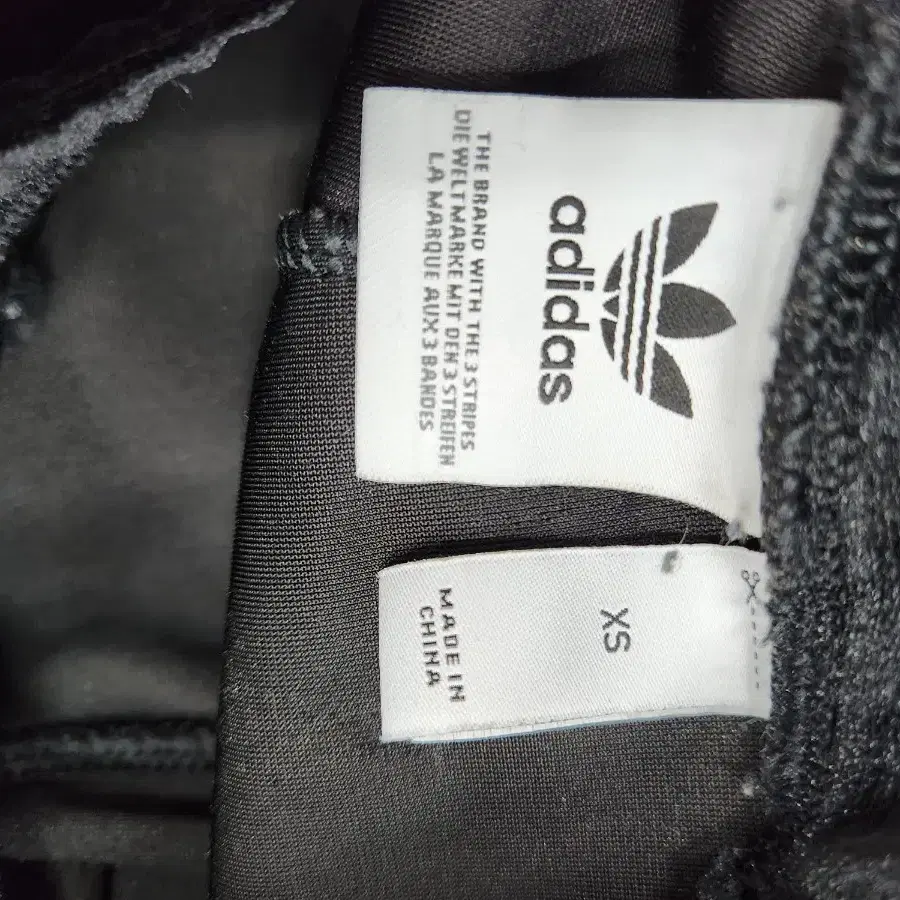 adidas
THE BRAND WITH THE 3 STRIPES
DIE WELTMARKE MIT DEN 3 STREIFEN
LA MARQUE AUX 3 BANDES
XS
MADE IN
CHINA